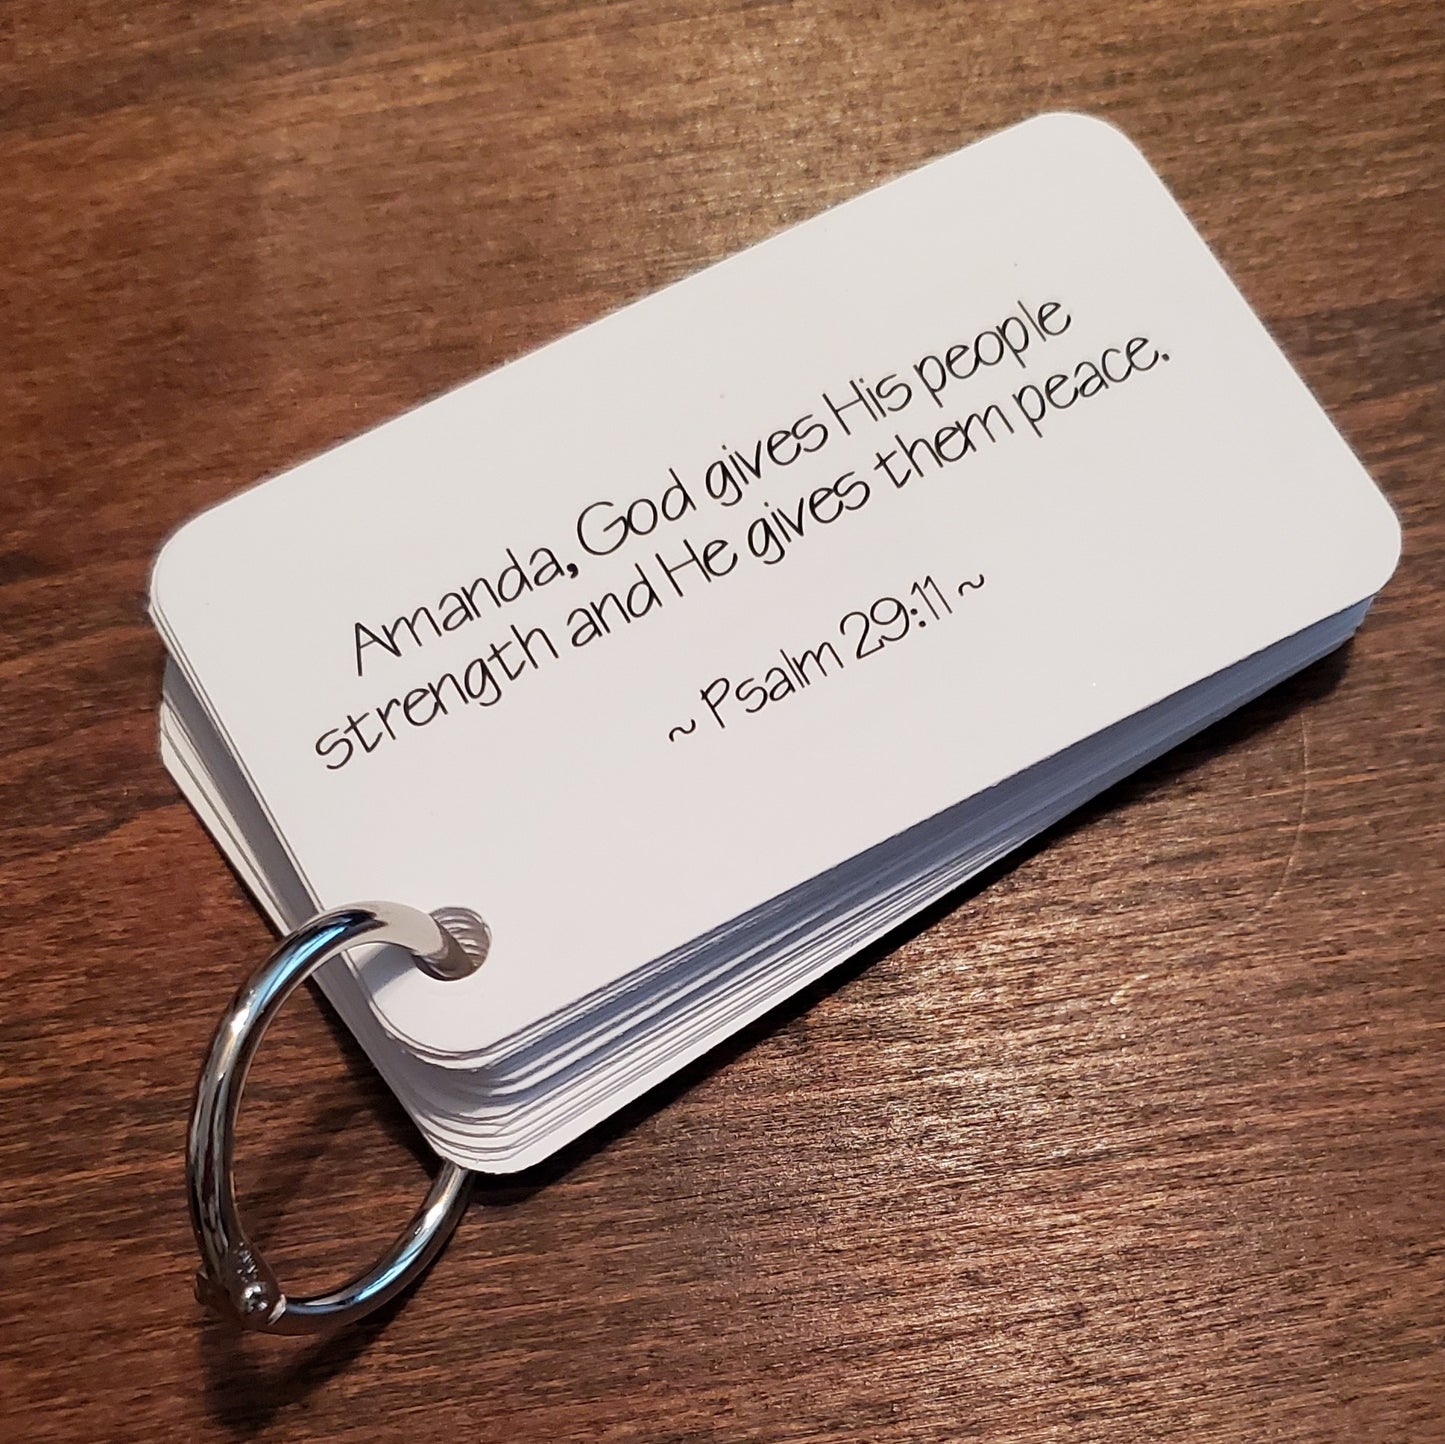 Amanda, God gives His people
strength and He gives them peace.
~ Psalm 29:11 ~